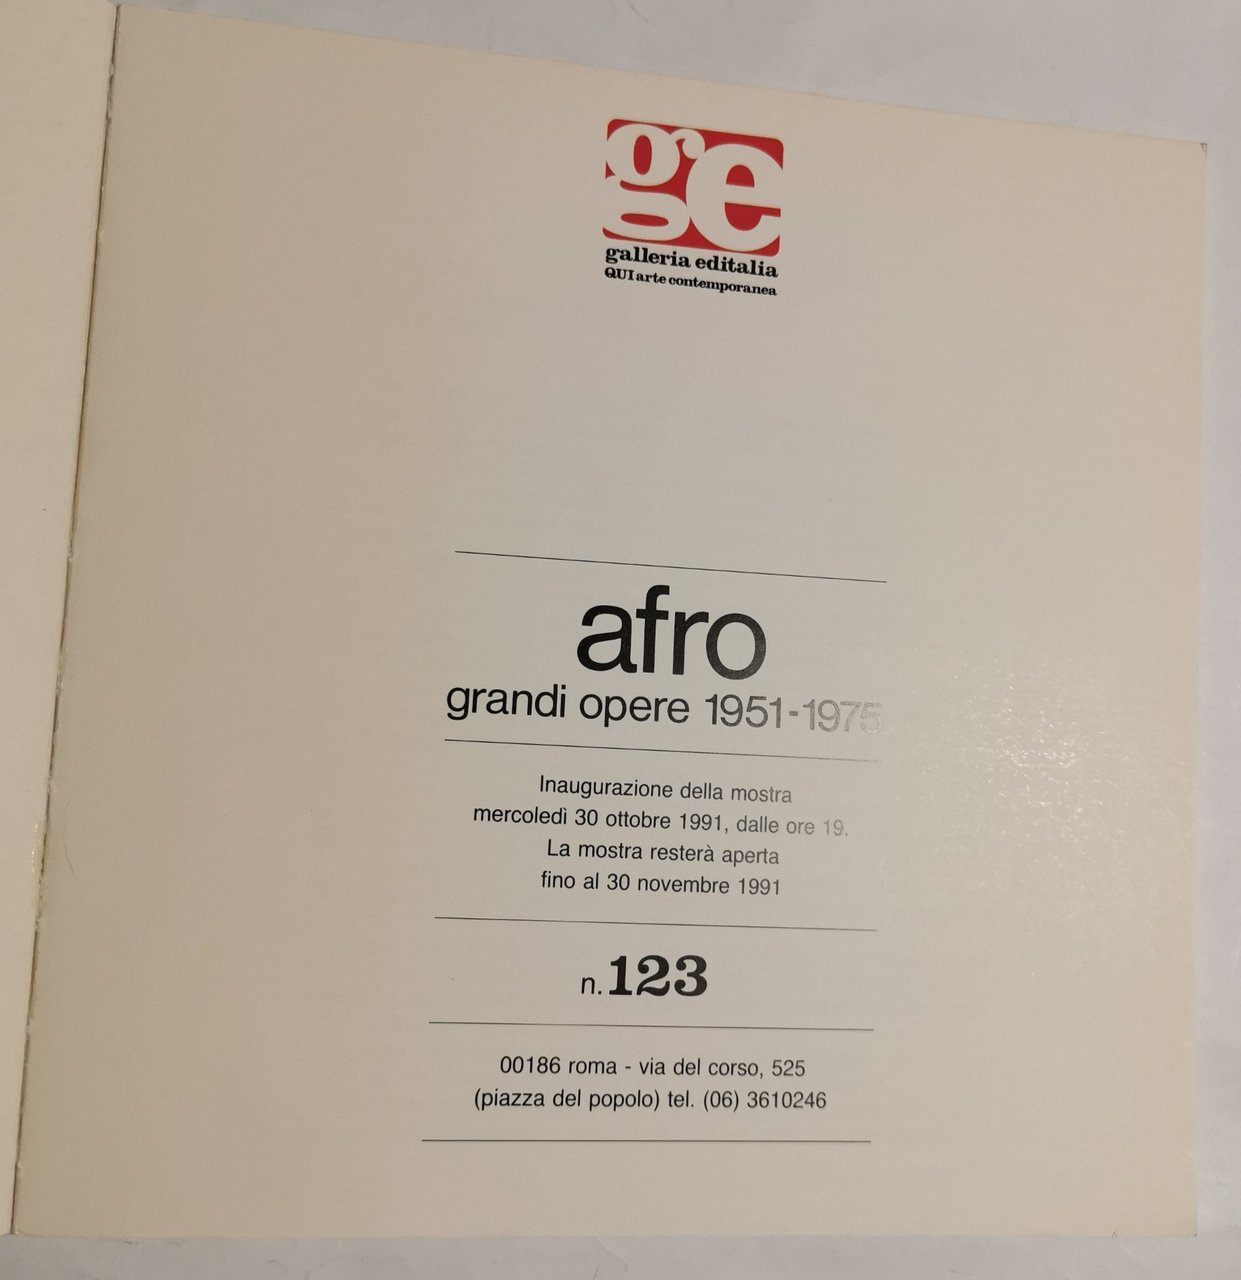 ge
galleria editalia
QUI arte contemporanea
afro
grandi opere 1951-1975
Inaugurazione della mostra
mercoledì 30 ottobre 1991, dalle ore 19.
La mostra resterà aperta
fino al 30 novembre 1991
n. 123
00186 roma - via del corso, 525
(piazza del popolo) tel. (06) 3610246